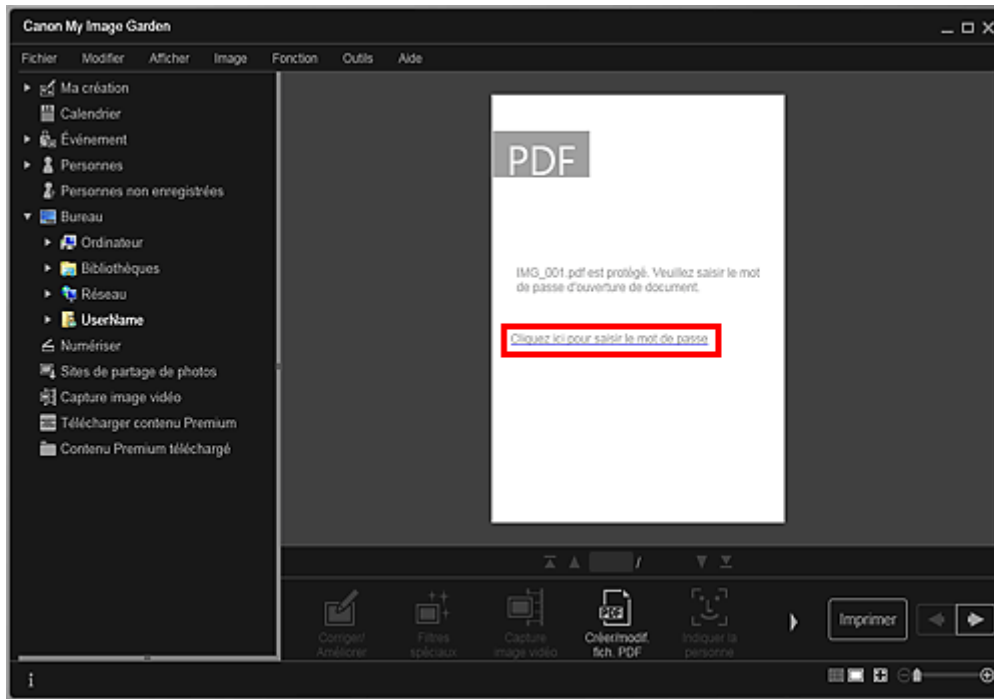 Canon My Image Garden
Fichier Modifier Afficher Image Fonction Outils Aide
Ma création
Calendrier
Événement
Personnes
Personnes non enregistrées
Bureau
Ordinateur
Bibliothèques
Réseau
UserName
Numériser
Sites de partage de photos
Capture image vidéo
Télécharger contenu Premium
Contenu Premium téléchargé
PDF
IMG_001.pdf est protégé. Veuillez saisir le mot
de passe d'ouverture de document.
Cliquez ici pour saisir le mot de passe
/
Corriger/
Améliorer
Filtres
spéciaux
Capture
image vidéo
PDF
Créer/modif.
fich. PDF
Indiquer la
personne
Imprimer